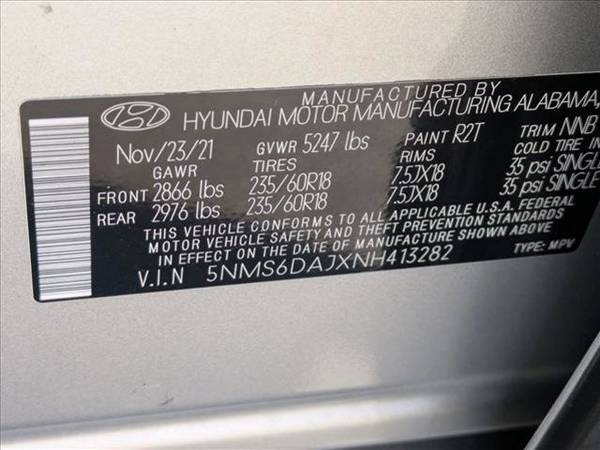 MANUFACTURED BY
HYUNDAI MOTOR MANUFACTURING ALABAMA,
Nov/23/21 GVWR 5247 lbs PAINT R2T TRIM NNB
GAWR TIRES RIMS COLD TIRE IN
FRONT 2866 lbs 235/60R18 7.5JX18 35 psi SINGLE
REAR 2976 lbs 235/60R18 7.5JX18 35 psi SINGLE
THIS VEHICLE CONFORMS TO ALL APPLICABLE U.S.A. FEDERAL
MOTOR VEHICLE SAFETY AND THEFT PREVENTION STANDARDS IN
EFFECT ON THE DATE OF MANUFACTURE SHOWN ABOVE.
V.I.N 5NMS6DAJXNH413282 TYPE: MPV